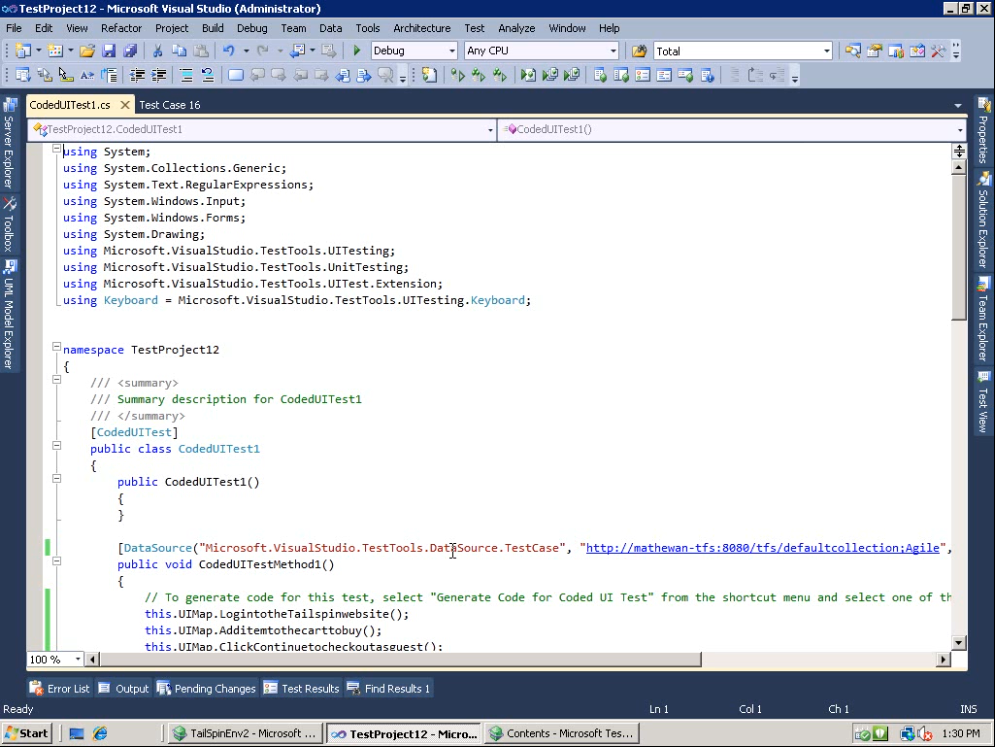 TestProject12 - Microsoft Visual Studio (Administrator)
File Edit View Refactor Project Build Debug Team Data Tools Architecture Test Analyze Window Help
Debug Any CPU Total
CodedUITest1.cs Test Case 16
TestProject12.CodedUITest1 CodedUITest1()
Server Explorer
Toolbox
UML Model Explorer
using System;
using System.Collections.Generic;
using System.Text.RegularExpressions;
using System.Windows.Input;
using System.Windows.Forms;
using System.Drawing;
using Microsoft.VisualStudio.TestTools.UITesting;
using Microsoft.VisualStudio.TestTools.UnitTesting;
using Microsoft.VisualStudio.TestTools.UITest.Extension;
using Keyboard = Microsoft.VisualStudio.TestTools.UITesting.Keyboard;
namespace TestProject12
{
/// <summary>
/// Summary description for CodedUITest1
/// </summary>
[CodedUITest]
public class CodedUITest1
{
public CodedUITest1()
{
}
[DataSource("Microsoft.VisualStudio.TestTools.DataSource.TestCase", "http://mathewan-tfs:8080/tfs/defaultcollection;Agile",
public void CodedUITestMethod1()
{
// To generate code for this test, select "Generate Code for Coded UI Test" from the shortcut menu and select one of th
this.UIMap.LogintotheTailspinwebsite();
this.UIMap.Additemtothecarttobuy();
this.UIMap.ClickContinuetocheckoutasguest();
Properties
Solution Explorer
Team Explorer
Test View
100 %
Error List Output Pending Changes Test Results Find Results 1
Ready Ln 1 Col 1 Ch 1 INS
Start TailSpinEnv2 - Microsoft ... TestProject12 - Micro... Contents - Microsoft Tes... 1:30 PM